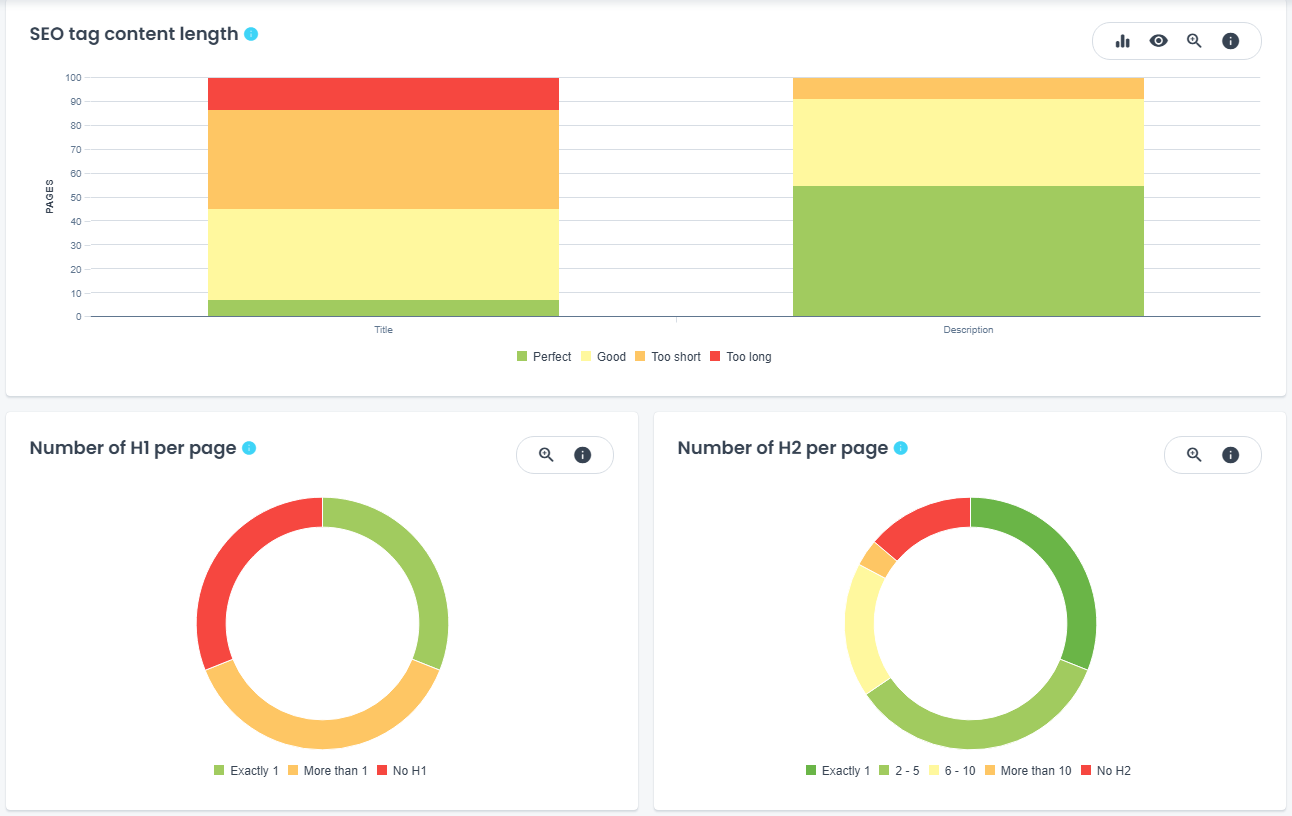 SEO tag content length
PAGES
100
90
80
70
60
50
40
30
20
10
0
Title
Description
Perfect Good Too short Too long
Number of H1 per page
Exactly 1 More than 1 No H1
Number of H2 per page
Exactly 1 2 - 5 6 - 10 More than 10 No H2